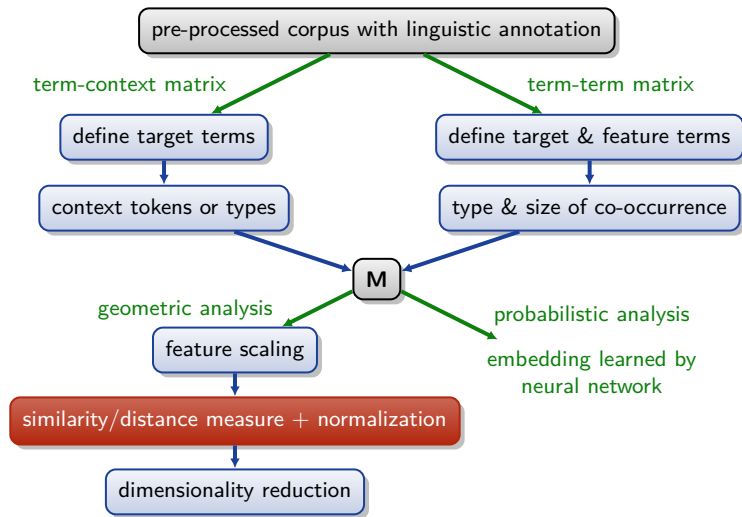 pre-processed corpus with linguistic annotation
term-context matrix
term-term matrix
define target terms
define target & feature terms
context tokens or types
type & size of co-occurrence
M
geometric analysis
probabilistic analysis
feature scaling
embedding learned by
neural network
similarity/distance measure + normalization
dimensionality reduction